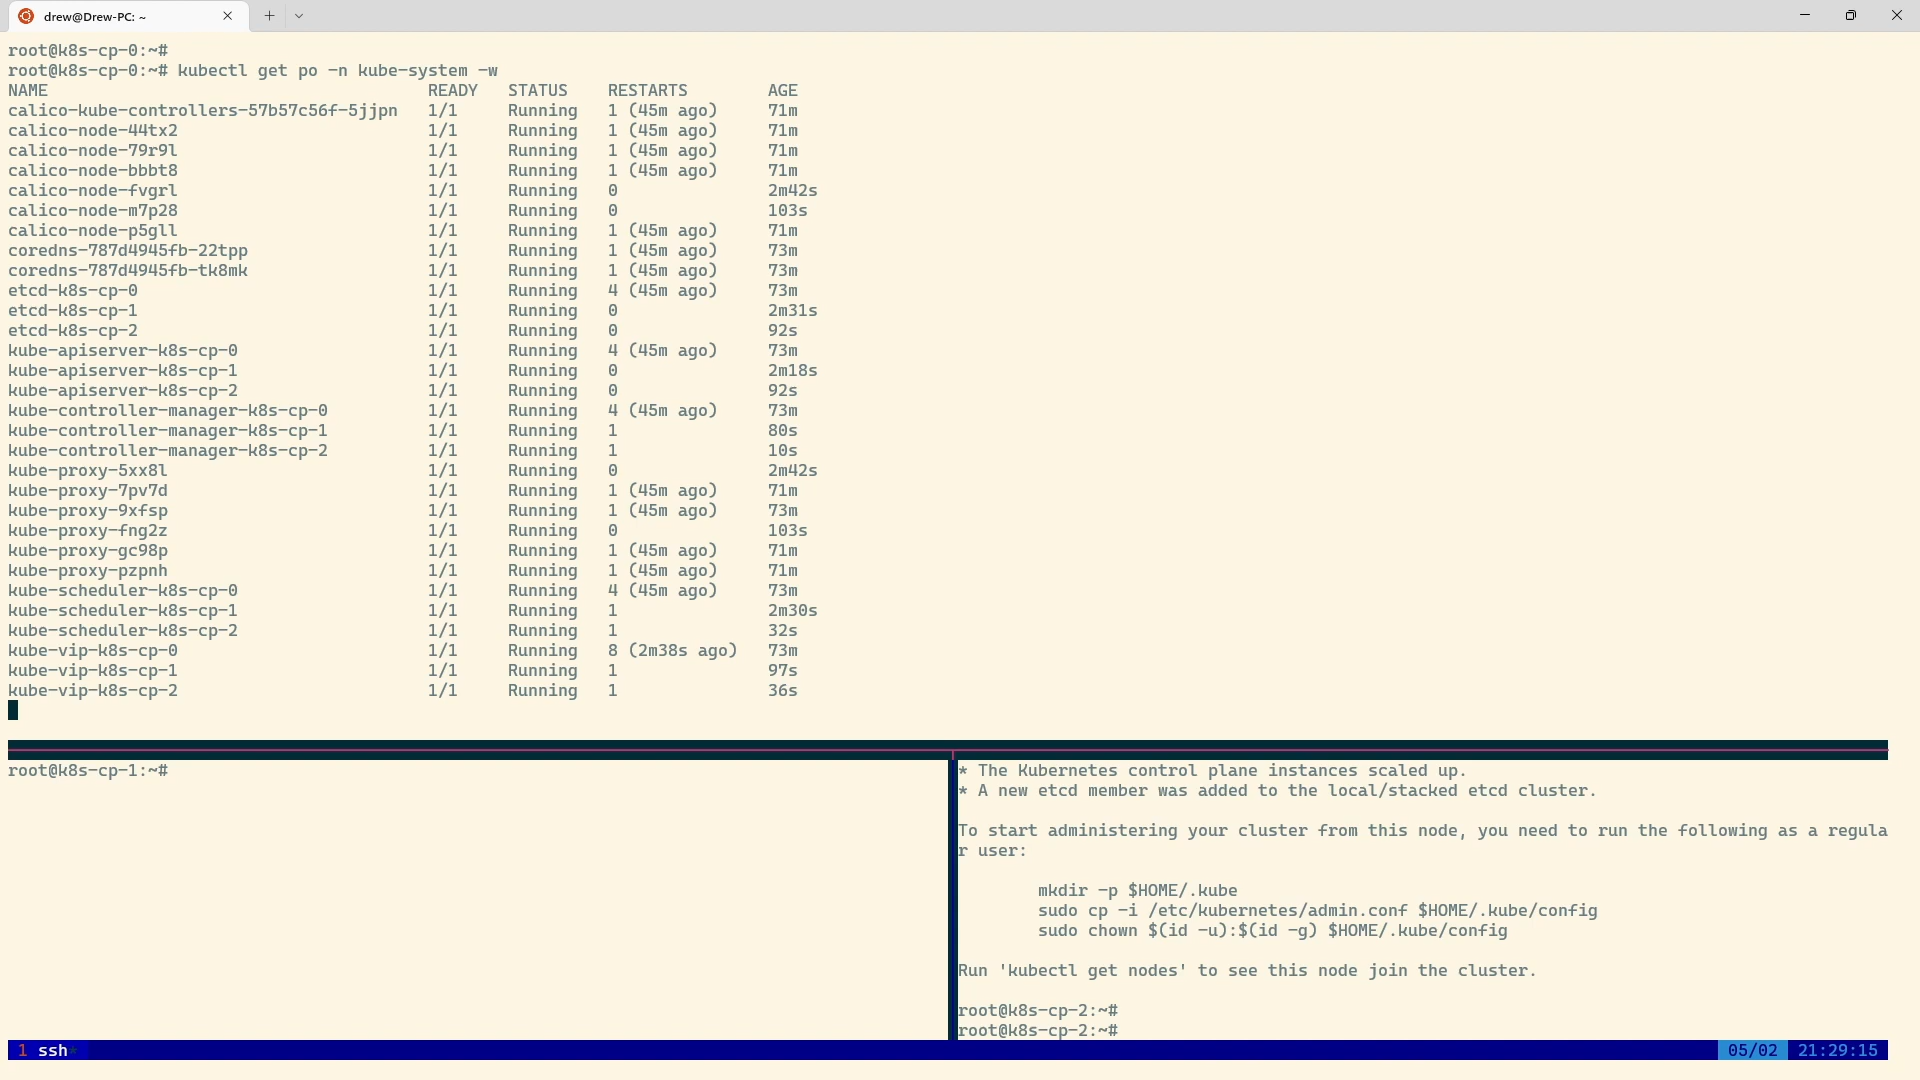 drew@Drew-PC: ~
root@k8s-cp-0:~#
root@k8s-cp-0:~# kubectl get po -n kube-system -w
NAME READY STATUS RESTARTS AGE
calico-kube-controllers-57b57c56f-5jjpn 1/1 Running 1 (45m ago) 71m
calico-node-44tx2 1/1 Running 1 (45m ago) 71m
calico-node-79r9l 1/1 Running 1 (45m ago) 71m
calico-node-bbbt8 1/1 Running 1 (45m ago) 71m
calico-node-fvgrl 1/1 Running 0 2m42s
calico-node-m7p28 1/1 Running 0 103s
calico-node-p5gll 1/1 Running 1 (45m ago) 71m
coredns-787d4945fb-22tpp 1/1 Running 1 (45m ago) 73m
coredns-787d4945fb-tk8mk 1/1 Running 1 (45m ago) 73m
etcd-k8s-cp-0 1/1 Running 4 (45m ago) 73m
etcd-k8s-cp-1 1/1 Running 0 2m31s
etcd-k8s-cp-2 1/1 Running 0 92s
kube-apiserver-k8s-cp-0 1/1 Running 4 (45m ago) 73m
kube-apiserver-k8s-cp-1 1/1 Running 0 2m18s
kube-apiserver-k8s-cp-2 1/1 Running 0 92s
kube-controller-manager-k8s-cp-0 1/1 Running 4 (45m ago) 73m
kube-controller-manager-k8s-cp-1 1/1 Running 1 80s
kube-controller-manager-k8s-cp-2 1/1 Running 1 10s
kube-proxy-5xx8l 1/1 Running 0 2m42s
kube-proxy-7pv7d 1/1 Running 1 (45m ago) 71m
kube-proxy-9xfsp 1/1 Running 1 (45m ago) 73m
kube-proxy-fng2z 1/1 Running 0 103s
kube-proxy-gc98p 1/1 Running 1 (45m ago) 71m
kube-proxy-pzpnh 1/1 Running 1 (45m ago) 71m
kube-scheduler-k8s-cp-0 1/1 Running 4 (45m ago) 73m
kube-scheduler-k8s-cp-1 1/1 Running 1 2m30s
kube-scheduler-k8s-cp-2 1/1 Running 1 32s
kube-vip-k8s-cp-0 1/1 Running 8 (2m38s ago) 73m
kube-vip-k8s-cp-1 1/1 Running 1 97s
kube-vip-k8s-cp-2 1/1 Running 1 36s
root@k8s-cp-1:~#
* The Kubernetes control plane instances scaled up.
* A new etcd member was added to the local/stacked etcd cluster.
To start administering your cluster from this node, you need to run the following as a regula
r user:
mkdir -p $HOME/.kube
sudo cp -i /etc/kubernetes/admin.conf $HOME/.kube/config
sudo chown $(id -u):$(id -g) $HOME/.kube/config
Run 'kubectl get nodes' to see this node join the cluster.
root@k8s-cp-2:~#
root@k8s-cp-2:~#
1 ssh* 05/02 21:29:15